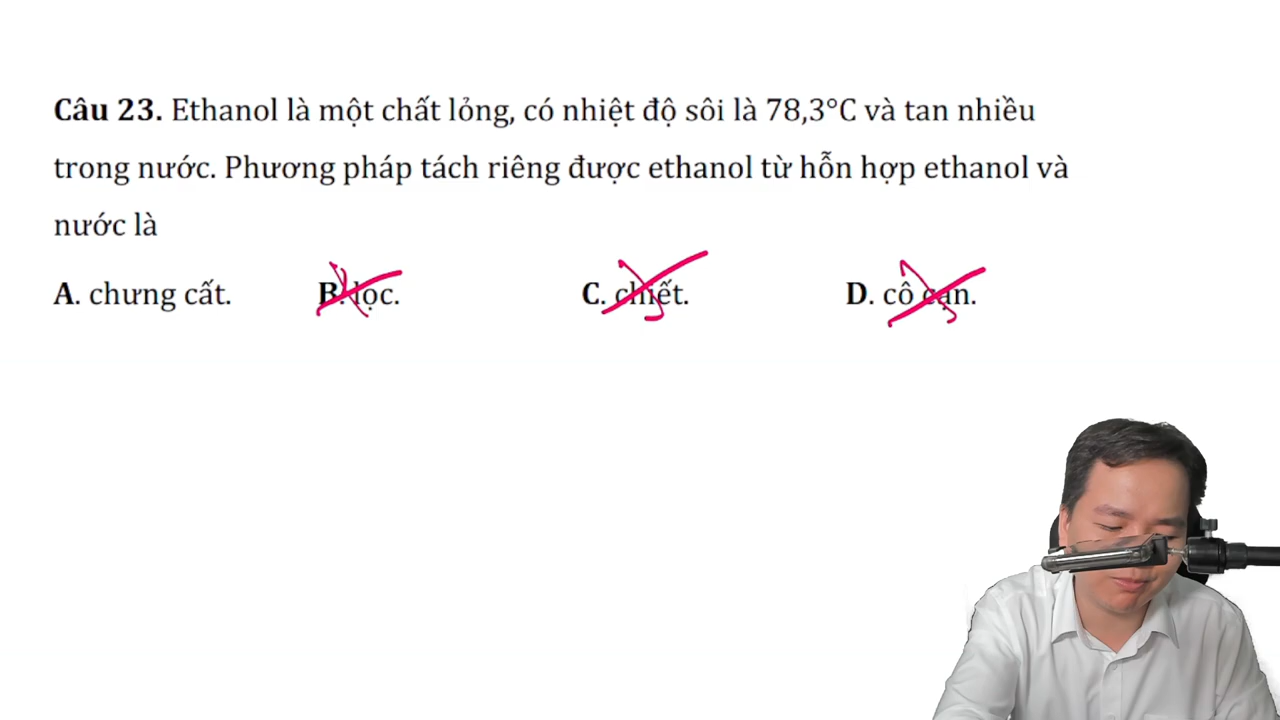 Câu 23. Ethanol là một chất lỏng, có nhiệt độ sôi là 78,3°C và tan nhiều
trong nước. Phương pháp tách riêng được ethanol từ hỗn hợp ethanol và
nước là
A. chưng cất. B. lọc. C. chiết. D. cô cạn.